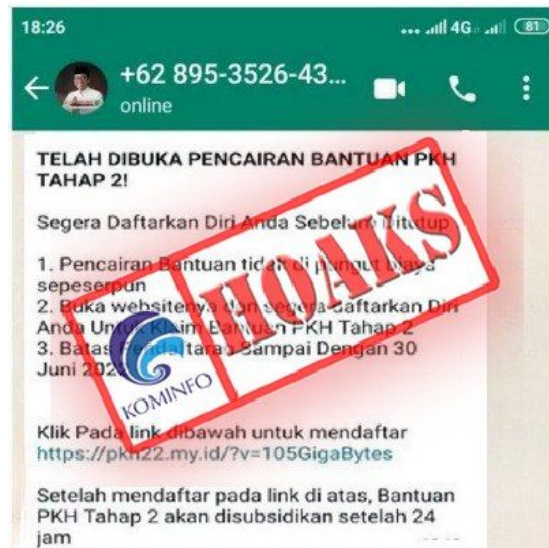 18:26
4G
81
+62 895-3526-43...
online
TELAH DIBUKA PENCAIRAN BANTUAN PKH
TAHAP 2!
Segera Daftarkan Diri Anda Sebelum Ditutup
1. Pencairan Bantuan tidak di pungut biaya
sepeserpun
2. Buka websitenya dan segera daftarkan Diri
Anda Untuk Klaim Bantuan PKH Tahap 2
3. Batas Pendaftaran Sampai Dengan 30
Juni
HOAKS
KOMINFO
Klik Pada link dibawah untuk mendaftar
https://pkh22.my.id/?v=105GigaBytes
Setelah mendaftar pada link di atas, Bantuan
PKH Tahap 2 akan disubsidikan setelah 24
jam